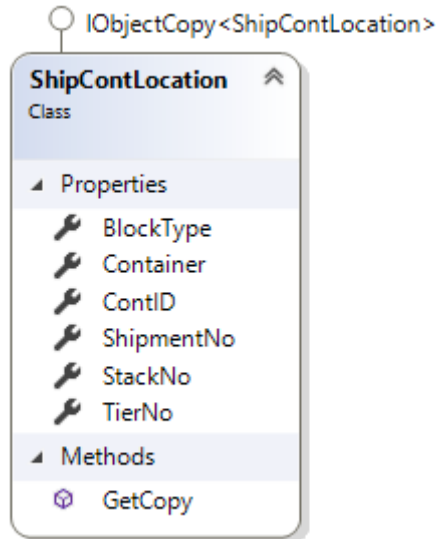 IObjectCopy<ShipContLocation>
ShipContLocation
Class
Properties
BlockType
Container
ContID
ShipmentNo
StackNo
TierNo
Methods
GetCopy